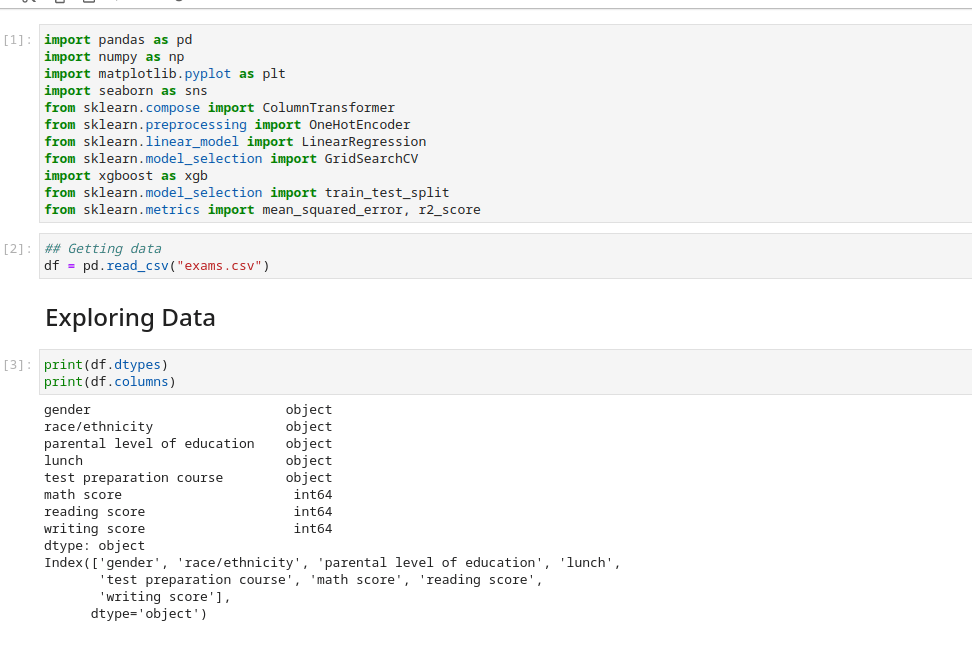 [1]: import pandas as pd
import numpy as np
import matplotlib.pyplot as plt
import seaborn as sns
from sklearn.compose import ColumnTransformer
from sklearn.preprocessing import OneHotEncoder
from sklearn.linear_model import LinearRegression
from sklearn.model_selection import GridSearchCV
import xgboost as xgb
from sklearn.model_selection import train_test_split
from sklearn.metrics import mean_squared_error, r2_score
[2]: ## Getting data
df = pd.read_csv("exams.csv")
Exploring Data
[3]: print(df.dtypes)
print(df.columns)
gender                         object
race/ethnicity                 object
parental level of education    object
lunch                          object
test preparation course        object
math score                      int64
reading score                   int64
writing score                   int64
dtype: object
Index(['gender', 'race/ethnicity', 'parental level of education', 'lunch',
       'test preparation course', 'math score', 'reading score',
       'writing score'],
      dtype='object')